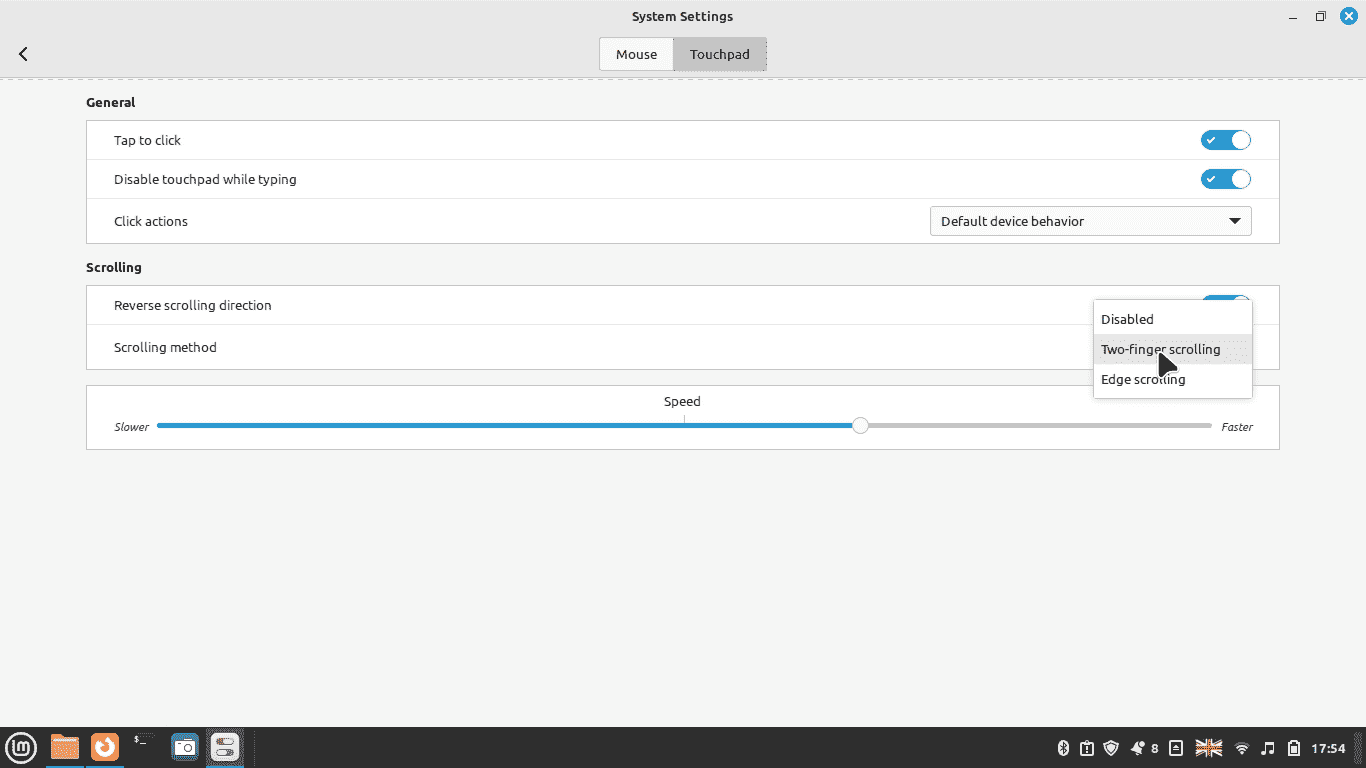 System Settings
Mouse
Touchpad
General
Tap to click
Disable touchpad while typing
Click actions
Default device behavior
Scrolling
Reverse scrolling direction
Disabled
Scrolling method
Two-finger scrolling
Edge scrolling
Speed
Slower
Faster
lm
$_
8
17:54